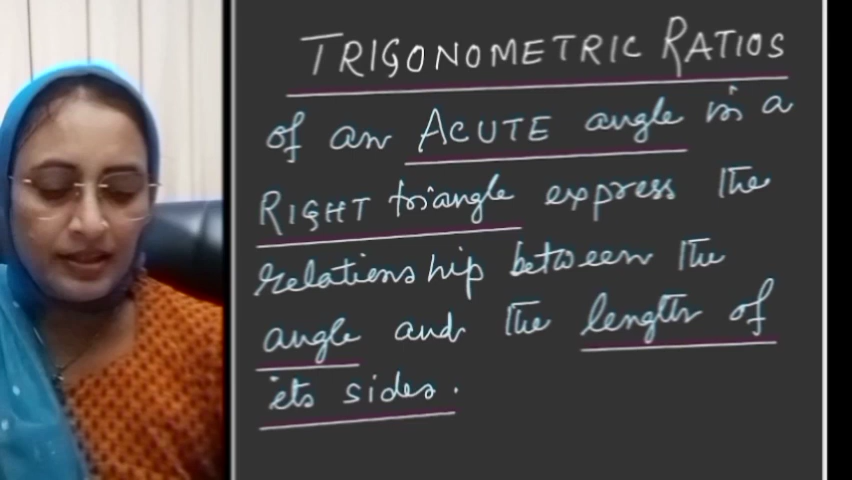 TRIGONOMETRIC RATIOS
of an ACUTE angle in a
RIGHT triangle express the
relationship between the
angle and the length of
its sides.